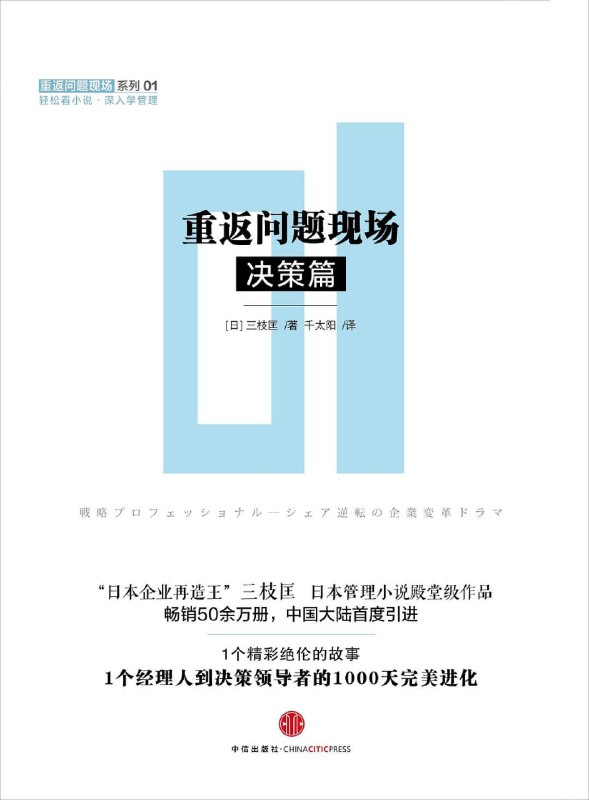 重返问题现场 系列 01
轻松看小说·深入学管理
01
重返问题现场
决策篇
[日] 三枝匡 /著 千太阳 /译
戦略プロフェッショナル—シェア逆転の企業変革ドラマ
“日本企业再造王”三枝匡 日本管理小说殿堂级作品
畅销50余万册，中国大陆首度引进
1个精彩绝伦的故事
1个经理人到决策领导者的1000天完美进化
中信出版社·CHINACITICPRESS